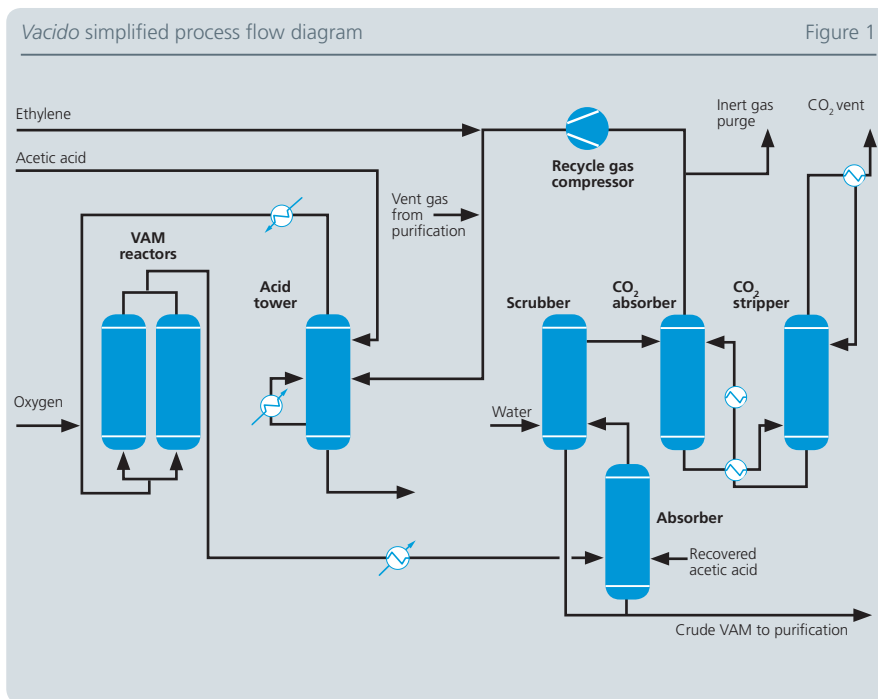 Vacido simplified process flow diagram
Figure 1
Ethylene
Acetic acid
Recycle gas
compressor
Inert gas
purge
CO2 vent
Vent gas
from
purification
VAM
reactors
Acid
tower
Scrubber
CO2
absorber
CO2
stripper
Oxygen
Water
Absorber
Recovered
acetic acid
Crude VAM to purification